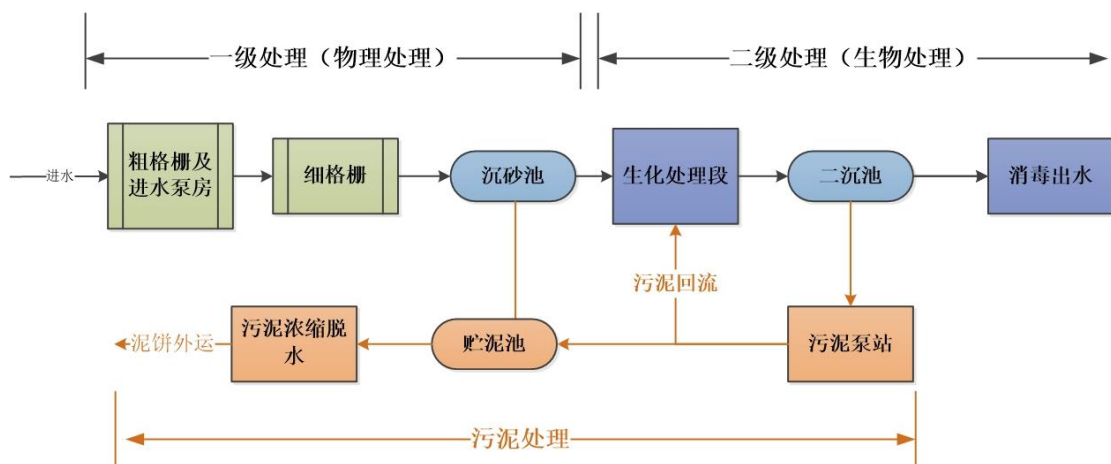 一级处理（物理处理）
二级处理（生物处理）
进水
粗格栅及
进水泵房
细格栅
沉砂池
生化处理段
二沉池
消毒出水
污泥回流
泥饼外运
污泥浓缩脱
水
贮泥池
污泥泵站
污泥处理